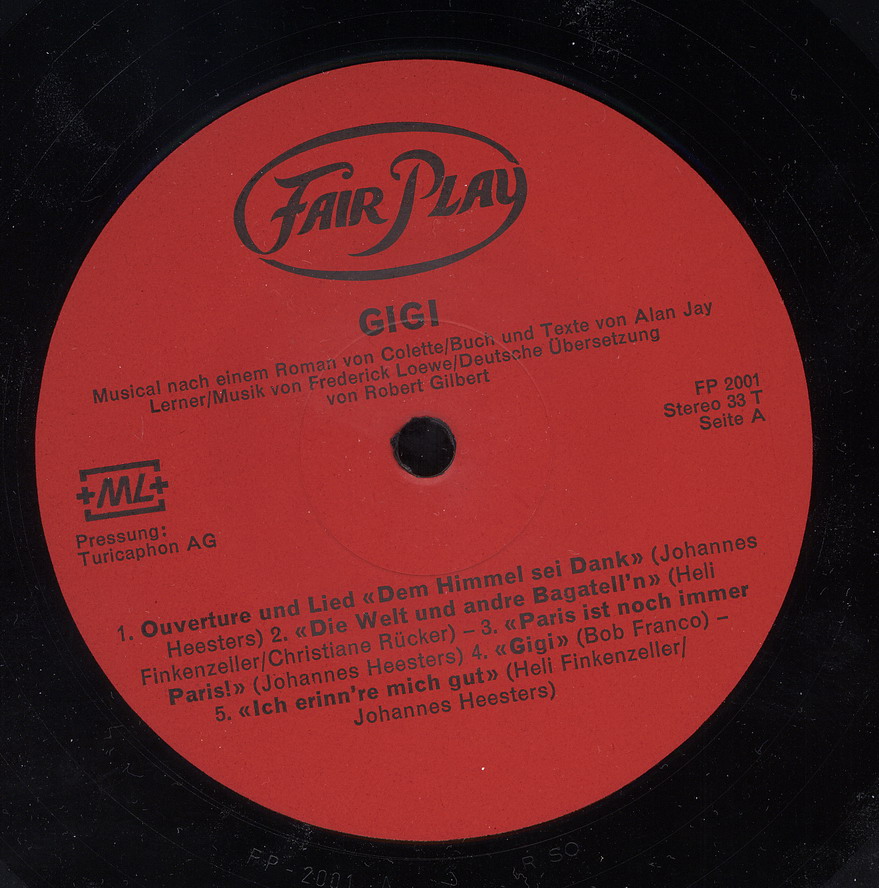 FAIR PLAY
GIGI
Musical nach einem Roman von Colette/Buch und Texte von Alan Jay
Lerner/Musik von Frederick Loewe/Deutsche Übersetzung
von Robert Gilbert
FP 2001
Stereo 33 T
Seite A
+ML+
Pressung:
Turicaphon AG
1. Ouverture und Lied «Dem Himmel sei Dank» (Johannes
Heesters) 2. «Die Welt und andre Bagatell'n» (Heli
Finkenzeller/Christiane Rücker) – 3. «Paris ist noch immer
Paris!» (Johannes Heesters) 4. «Gigi» (Bob Franco) –
5. «Ich erinn're mich gut» (Heli Finkenzeller/
Johannes Heesters)
FP-2001